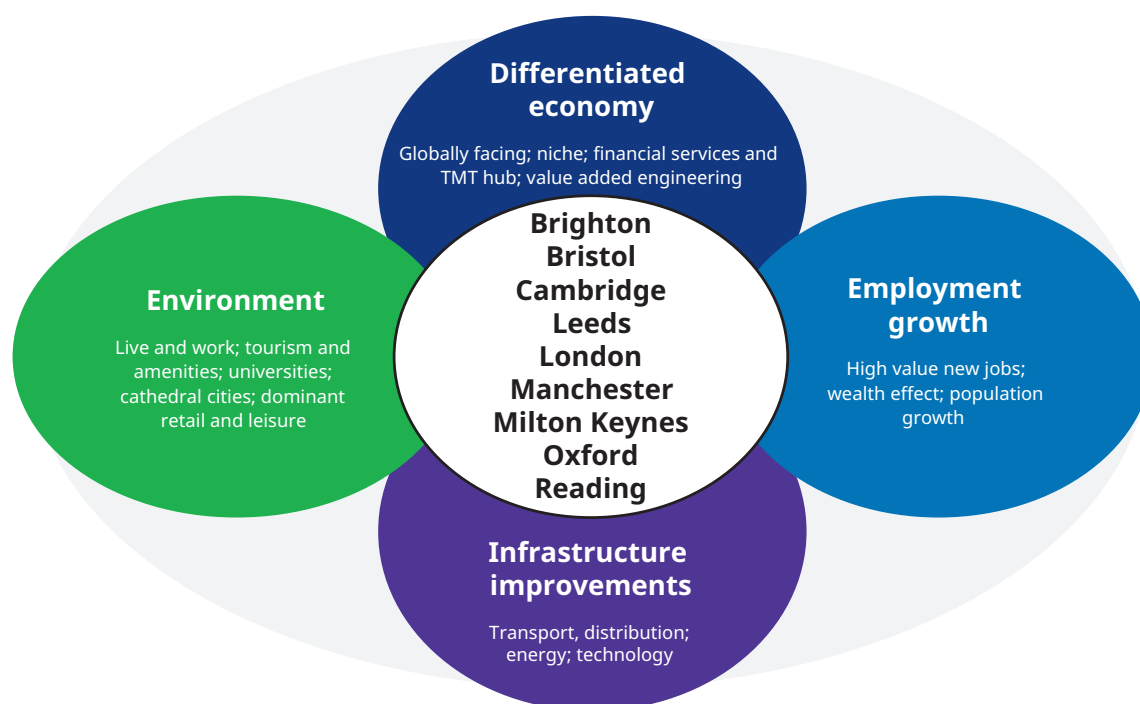 Differentiated
economy
Globally facing; niche; financial services and
TMT hub; value added engineering
Environment
Live and work; tourism and
amenities; universities;
cathedral cities; dominant
retail and leisure
Brighton
Bristol
Cambridge
Leeds
London
Manchester
Milton Keynes
Oxford
Reading
Employment
growth
High value new jobs;
wealth effect; population
growth
Infrastructure
improvements
Transport, distribution;
energy; technology